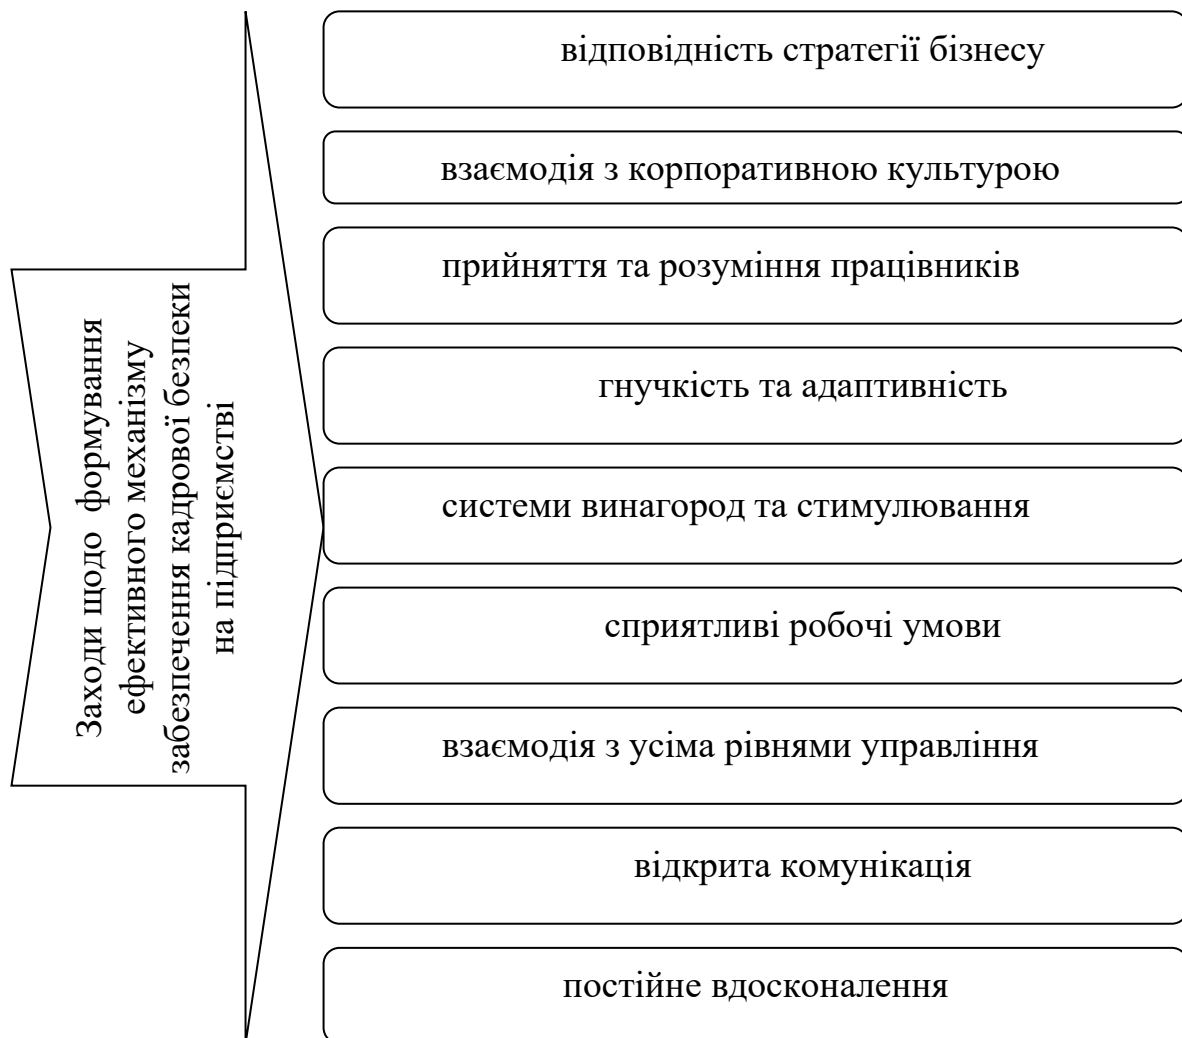 Заходи щодо формування
ефективного механізму
забезпечення кадрової безпеки
на підприємстві
відповідність стратегії бізнесу
взаємодія з корпоративною культурою
прийняття та розуміння працівників
гнучкість та адаптивність
системи винагород та стимулювання
сприятливі робочі умови
взаємодія з усіма рівнями управління
відкрита комунікація
постійне вдосконалення